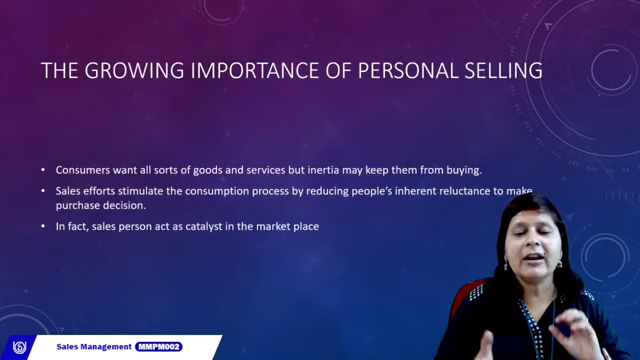 THE GROWING IMPORTANCE OF PERSONAL SELLING
• Consumers want all sorts of goods and services but inertia may keep them from buying.
• Sales efforts stimulate the consumption process by reducing people's inherent reluctance to make
purchase decision.
• In fact, sales person act as catalyst in the market place
Sales Management MMPM002